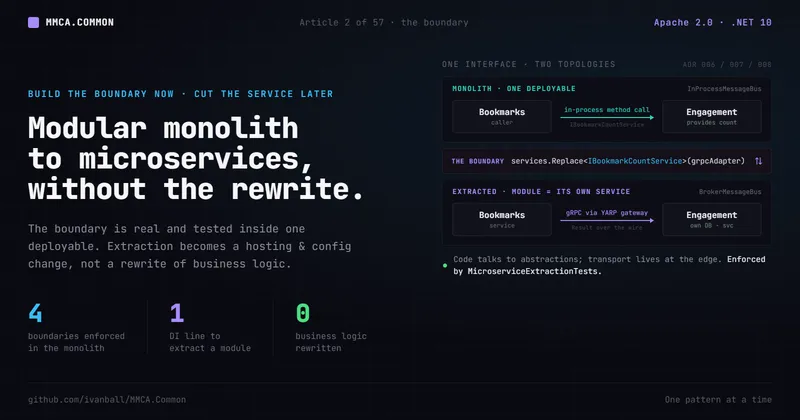 MMCA.COMMON
Article 2 of 57 · the boundary
Apache 2.0 · .NET 10
BUILD THE BOUNDARY NOW · CUT THE SERVICE LATER
Modular monolith
to microservices,
without the rewrite.
The boundary is real and tested inside one
deployable. Extraction becomes a hosting & config
change, not a rewrite of business logic.
4
boundaries enforced
in the monolith
1
DI line to
extract a module
0
business logic
rewritten
ONE INTERFACE · TWO TOPOLOGIES
ADR 006 / 007 / 008
MONOLITH · ONE DEPLOYABLE
InProcessMessageBus
Bookmarks
caller
in-process method call
IBookmarkCountService
Engagement
provides count
THE BOUNDARY services.Replace<IBookmarkCountService>(grpcAdapter)
EXTRACTED · MODULE = ITS OWN SERVICE
BrokerMessageBus
Bookmarks
service
gRPC via YARP gateway
Result over the wire
Engagement
own DB · svc
Code talks to abstractions; transport lives at the edge. Enforced
by MicroserviceExtractionTests.
github.com/ivanball/MMCA.Common
One pattern at a time